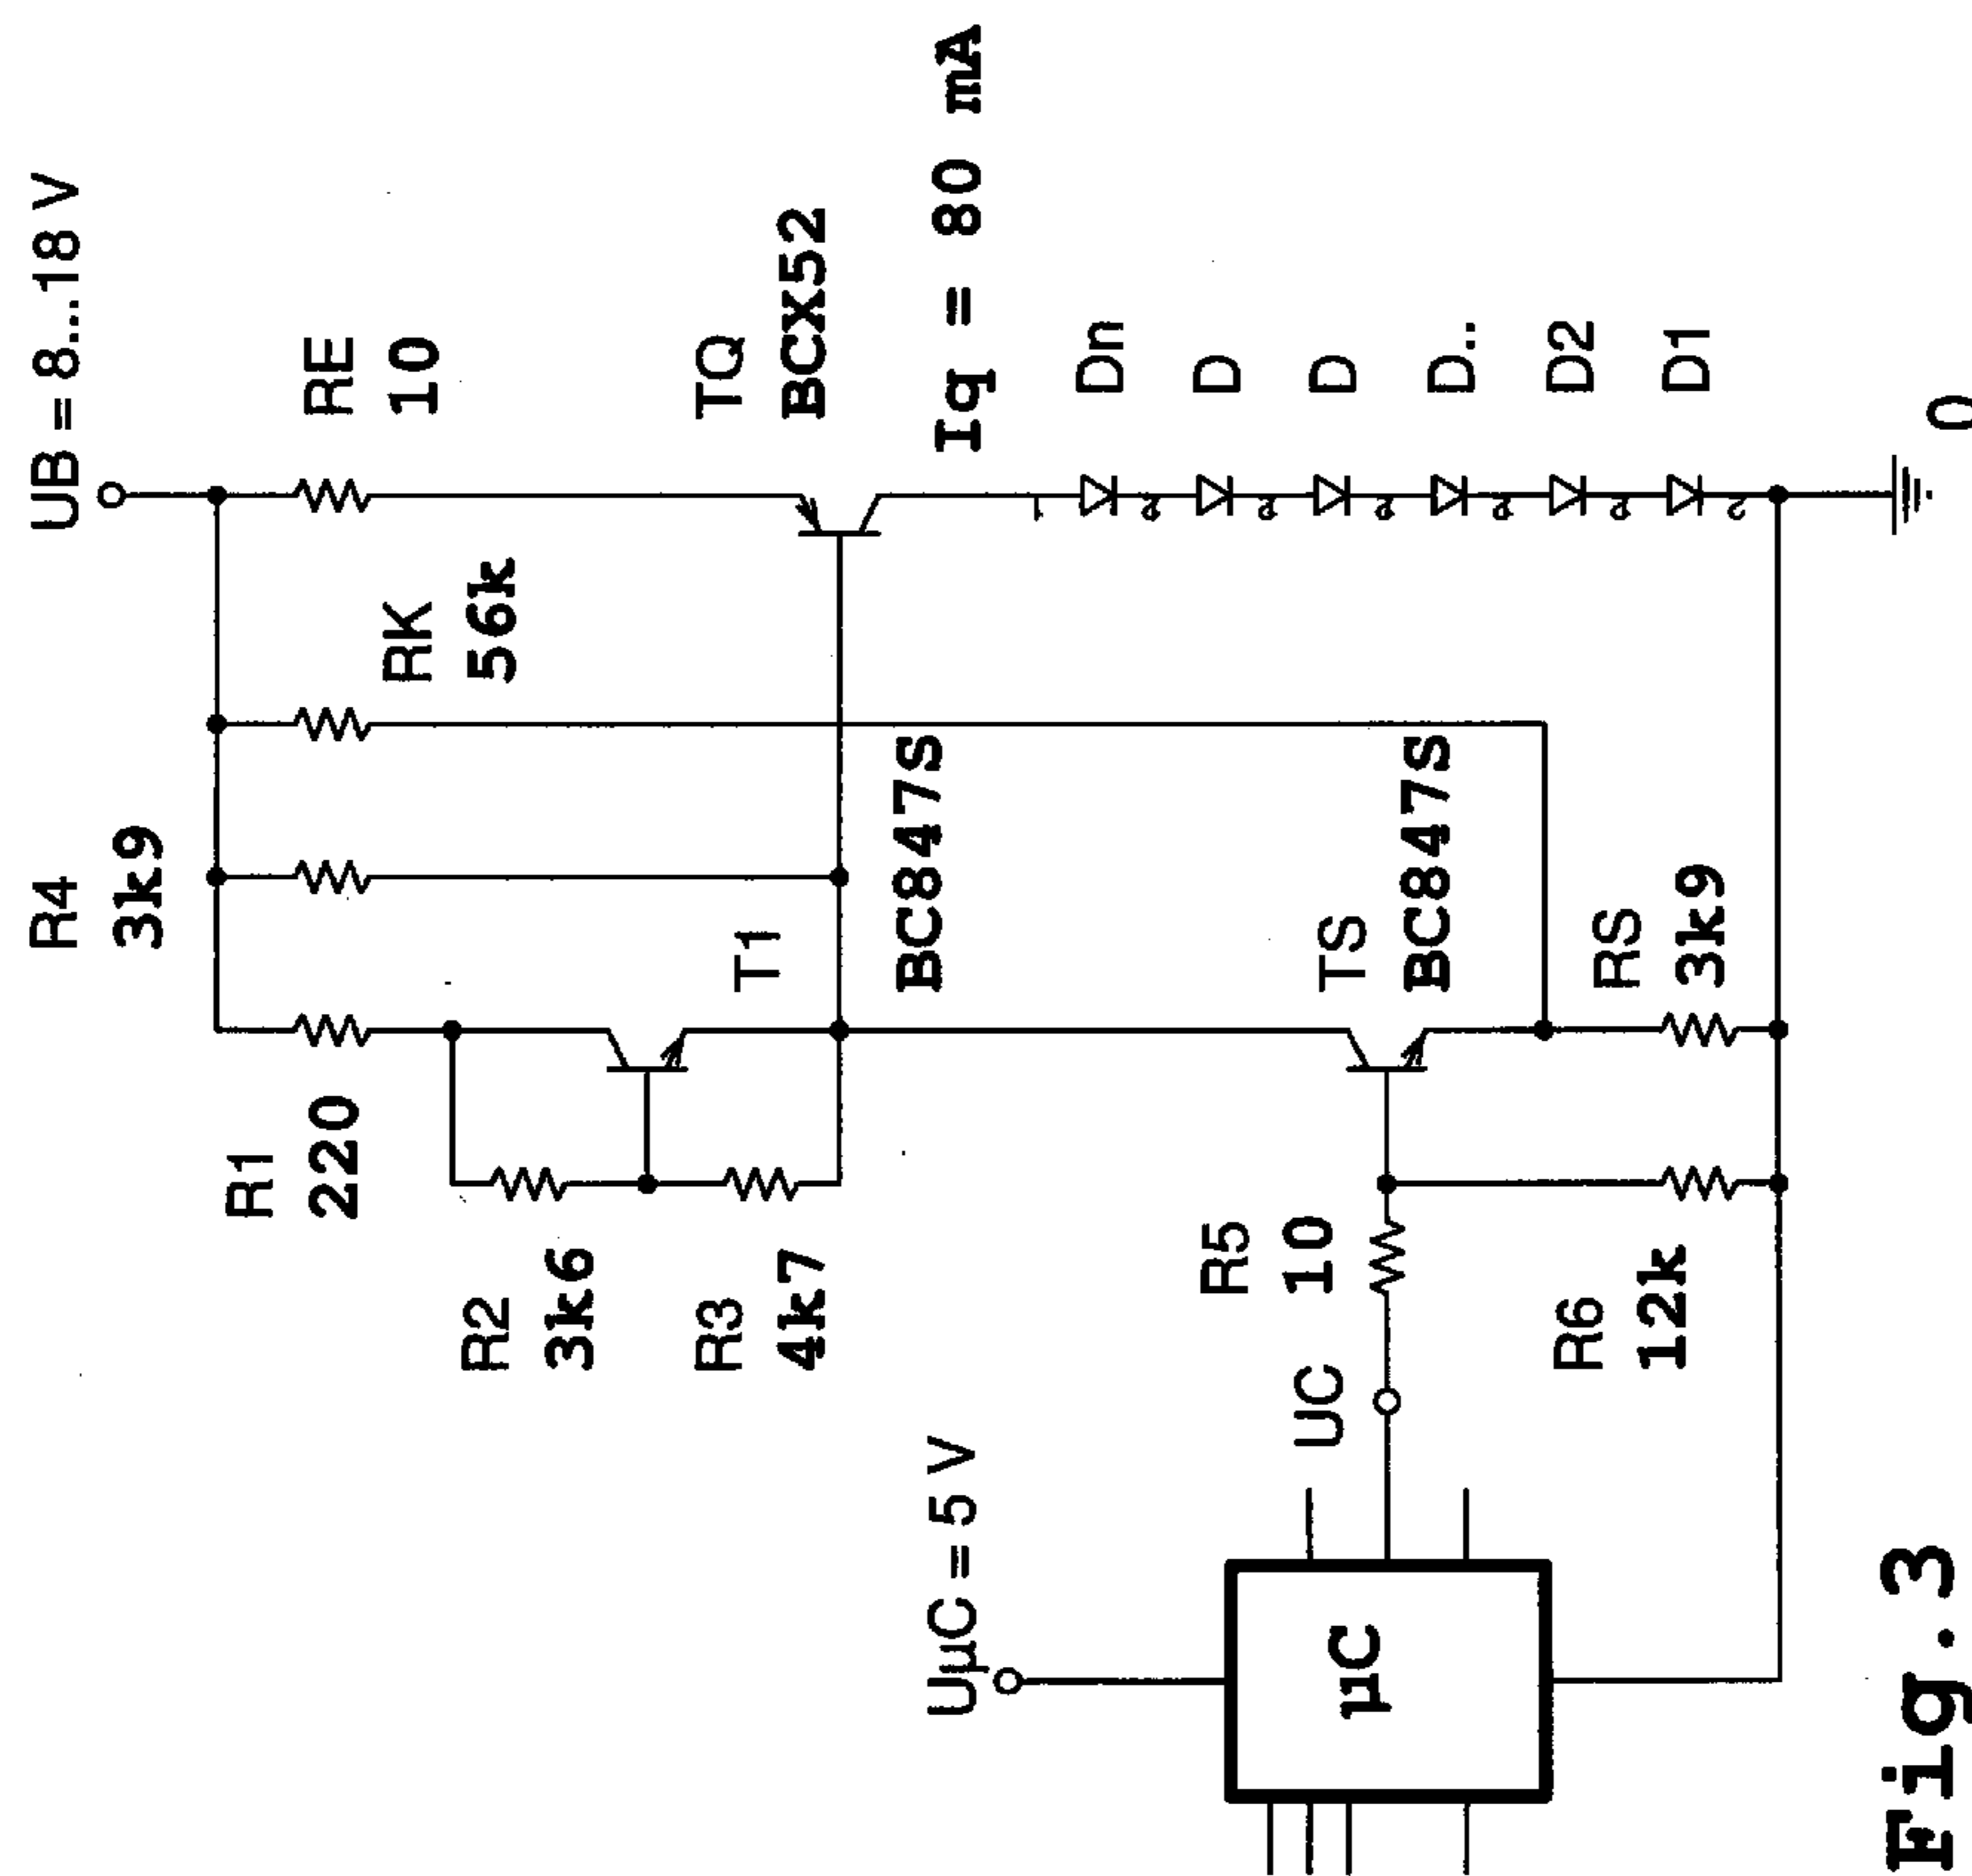 UB = 8...18 V
R4
3k9
RE
10
RK
56k
R1
220
R2
3k6
R3
4k7
T1
BC847S
TQ
BCX52
Iq = 80 mA
Dn
D
D
D..
D2
D1
UµC = 5 V
UC
R5
10
TS
BC847S
µC
R6
12k
RS
3k9
0
Fig.3